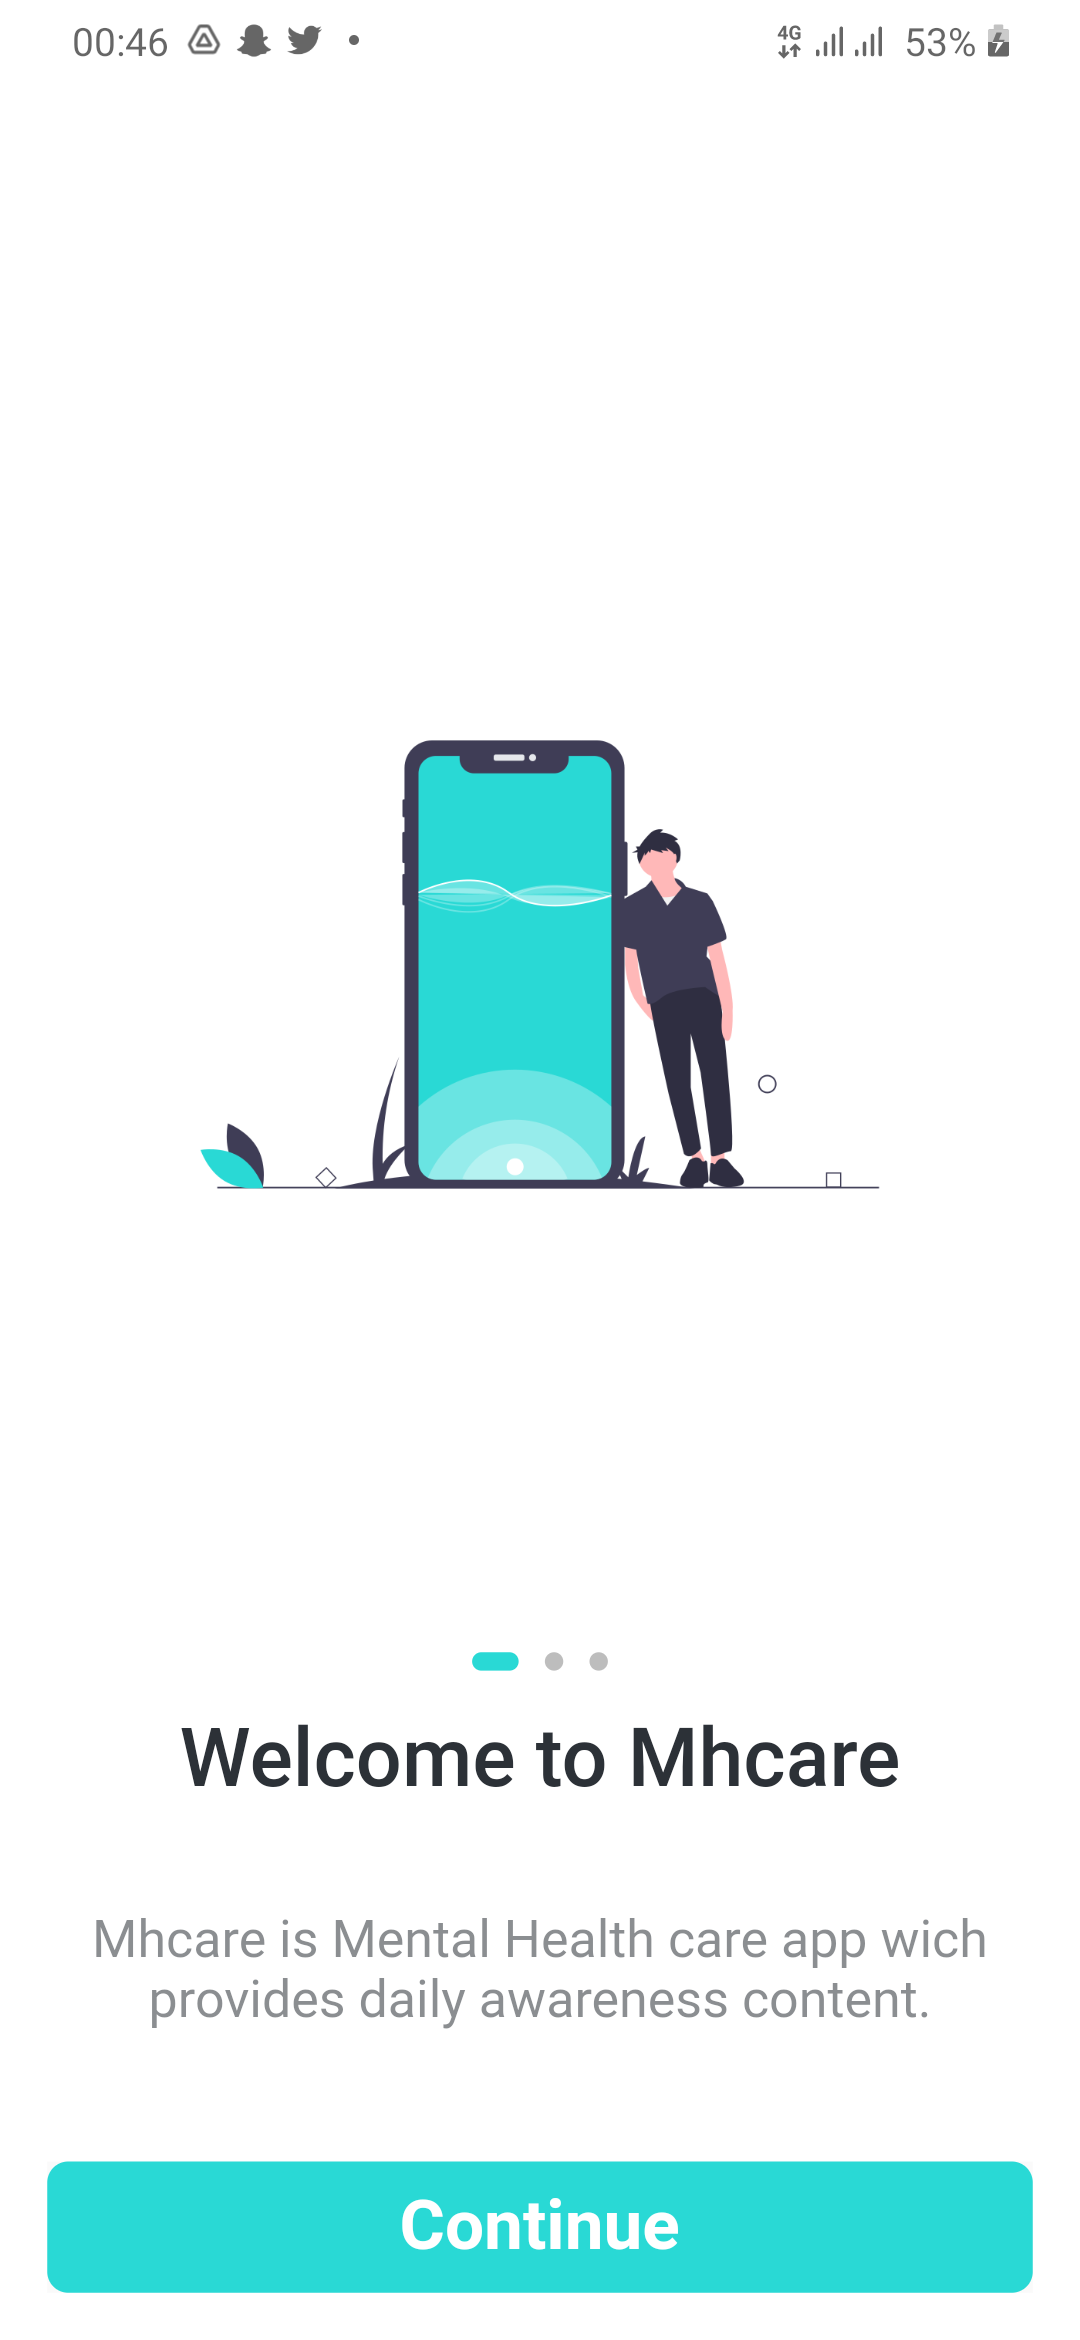 00:46 4G 53%
Welcome to Mhcare
Mhcare is Mental Health care app wich
provides daily awareness content.
Continue